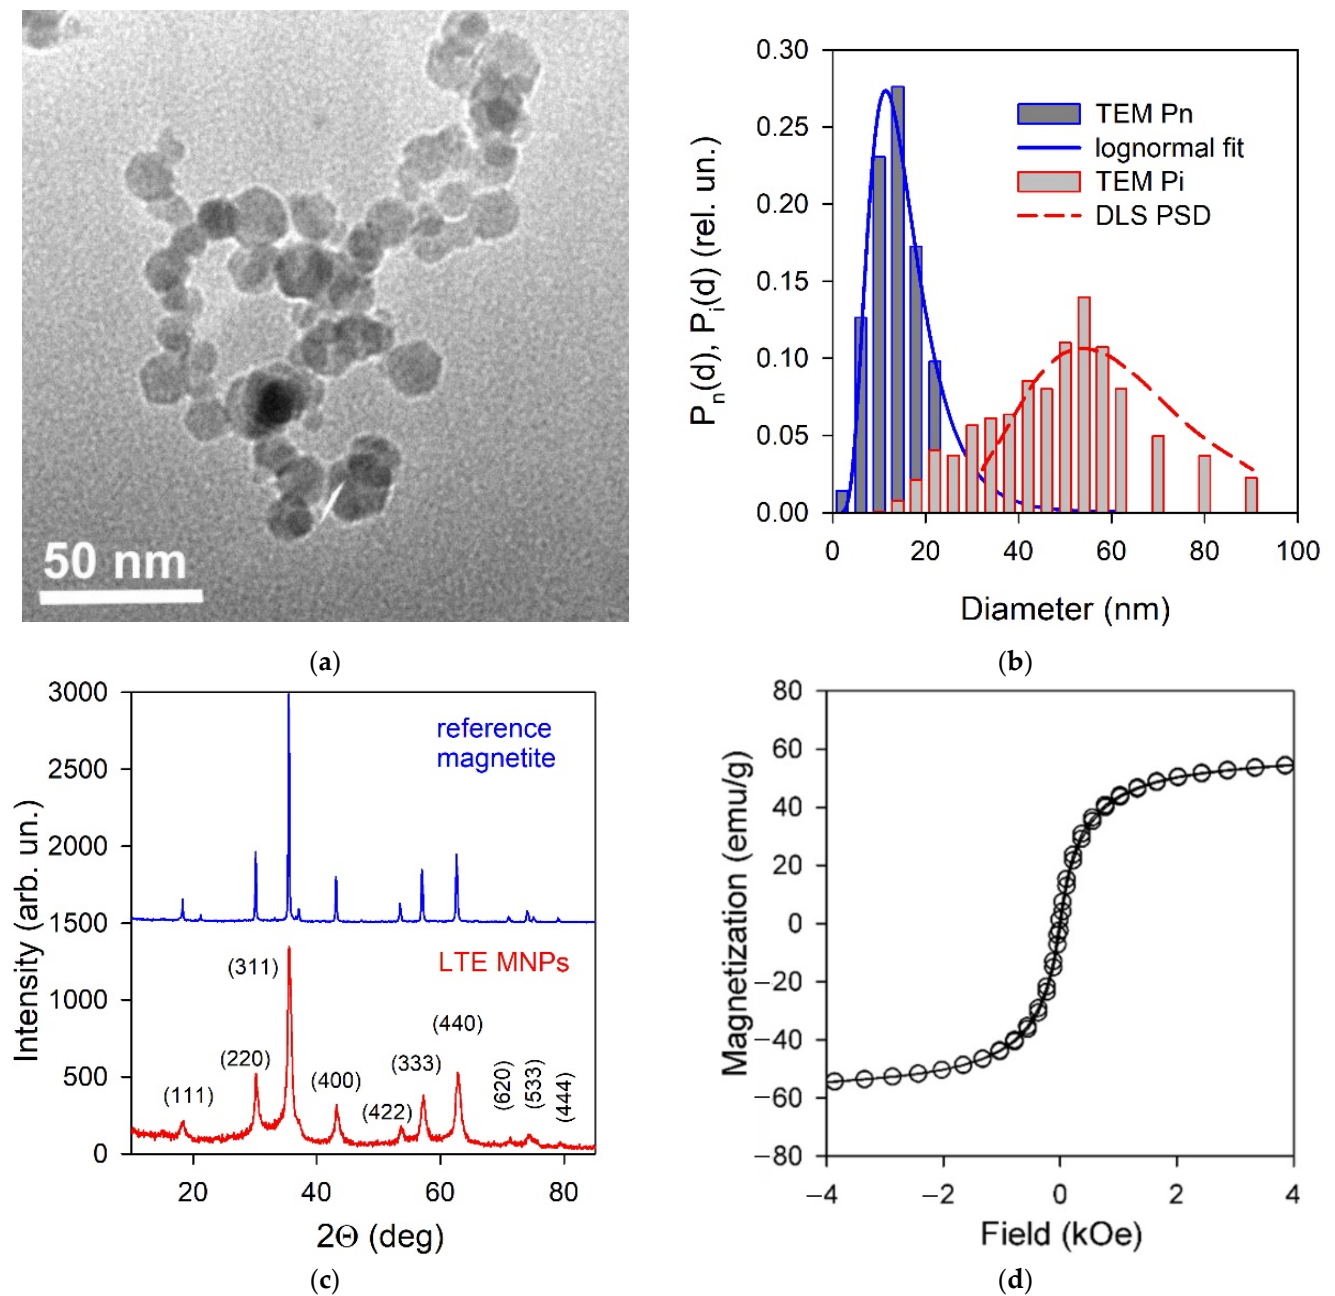 50 nm
(a)
0.30
0.25
0.20
0.15
0.10
0.05
0.00
Pn(d), Pi(d) (rel. un.)
TEM Pn
lognormal fit
TEM Pi
DLS PSD
0 20 40 60 80 100
Diameter (nm)
(b)
3000
2500
2000
1500
1000
500
0
Intensity (arb. un.)
reference
magnetite
LTE MNPs
(111)
(220)
(311)
(400)
(422)
(333)
(440)
(620)
(533)
(444)
20 40 60 80
2Θ (deg)
(c)
80
60
40
20
0
−20
−40
−60
−80
Magnetization (emu/g)
−4 −2 0 2 4
Field (kOe)
(d)